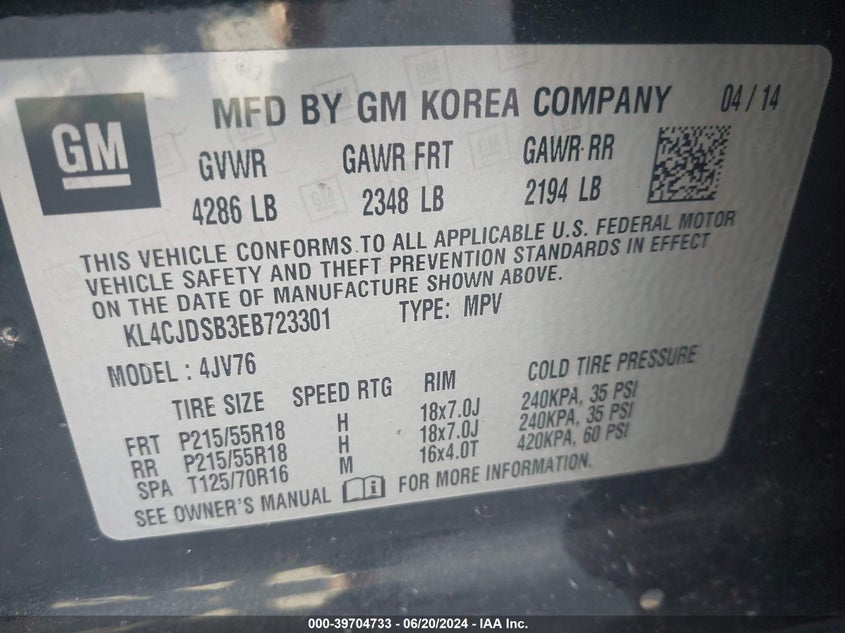 GM
MFD BY GM KOREA COMPANY 04/14
GVWR GAWR FRT GAWR RR
4286 LB 2348 LB 2194 LB
THIS VEHICLE CONFORMS TO ALL APPLICABLE U.S. FEDERAL MOTOR
VEHICLE SAFETY AND THEFT PREVENTION STANDARDS IN EFFECT
ON THE DATE OF MANUFACTURE SHOWN ABOVE.
KL4CJDSB3EB723301 TYPE: MPV
MODEL : 4JV76
TIRE SIZE SPEED RTG RIM COLD TIRE PRESSURE
FRT P215/55R18 H 18x7.0J 240KPA, 35 PSI
RR P215/55R18 H 18x7.0J 240KPA, 35 PSI
SPA T125/70R16 M 16x4.0T 420KPA, 60 PSI
SEE OWNER'S MANUAL FOR MORE INFORMATION.
000-39704733 - 06/20/2024 - IAA Inc.